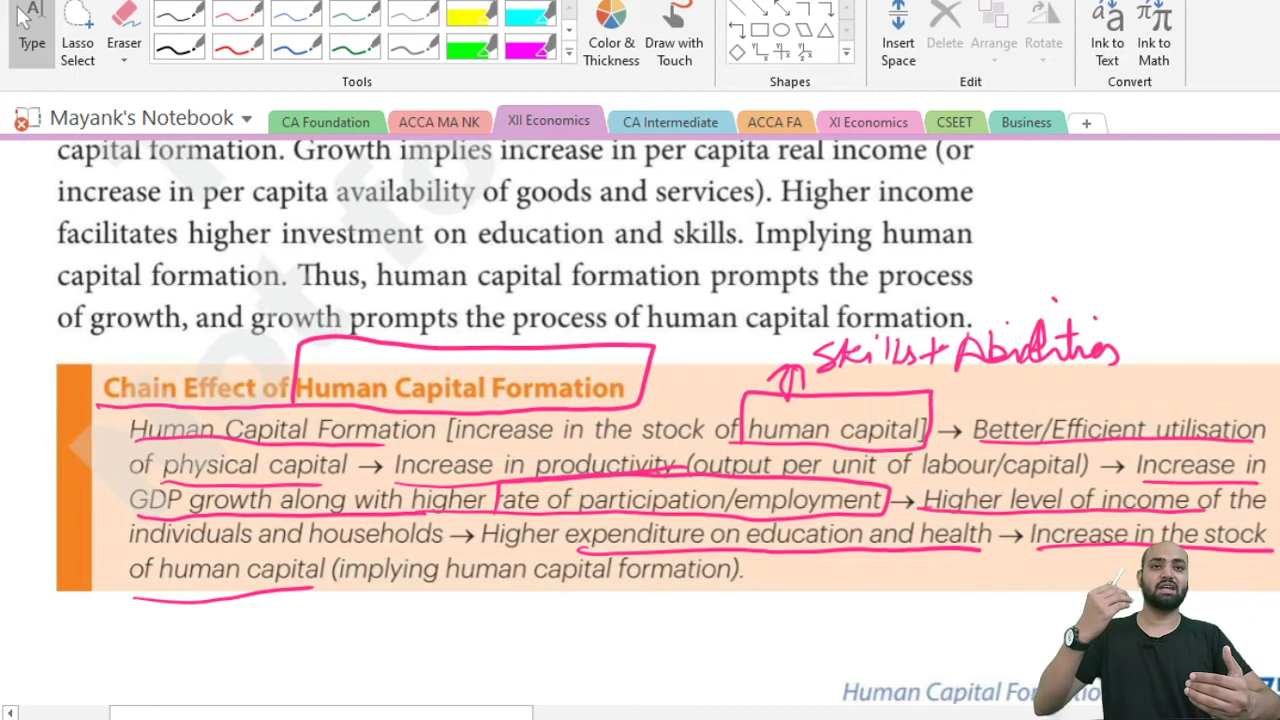 Type
Lasso Select
Eraser
Color & Thickness
Draw with Touch
Insert Space
Delete
Arrange
Rotate
Ink to Text
Ink to Math
Tools
Shapes
Edit
Convert
Mayank's Notebook
CA Foundation
ACCA MA NK
XII Economics
CA Intermediate
ACCA FA
XI Economics
CSEET
Business
capital formation. Growth implies increase in per capita real income (or
increase in per capita availability of goods and services). Higher income
facilitates higher investment on education and skills. Implying human
capital formation. Thus, human capital formation prompts the process
of growth, and growth prompts the process of human capital formation.
Skills + Abilities
Chain Effect of Human Capital Formation
Human Capital Formation [increase in the stock of human capital] → Better/Efficient utilisation
of physical capital → Increase in productivity (output per unit of labour/capital) → Increase in
GDP growth along with higher rate of participation/employment → Higher level of income of the
individuals and households → Higher expenditure on education and health → Increase in the stock
of human capital (implying human capital formation).
Human Capital